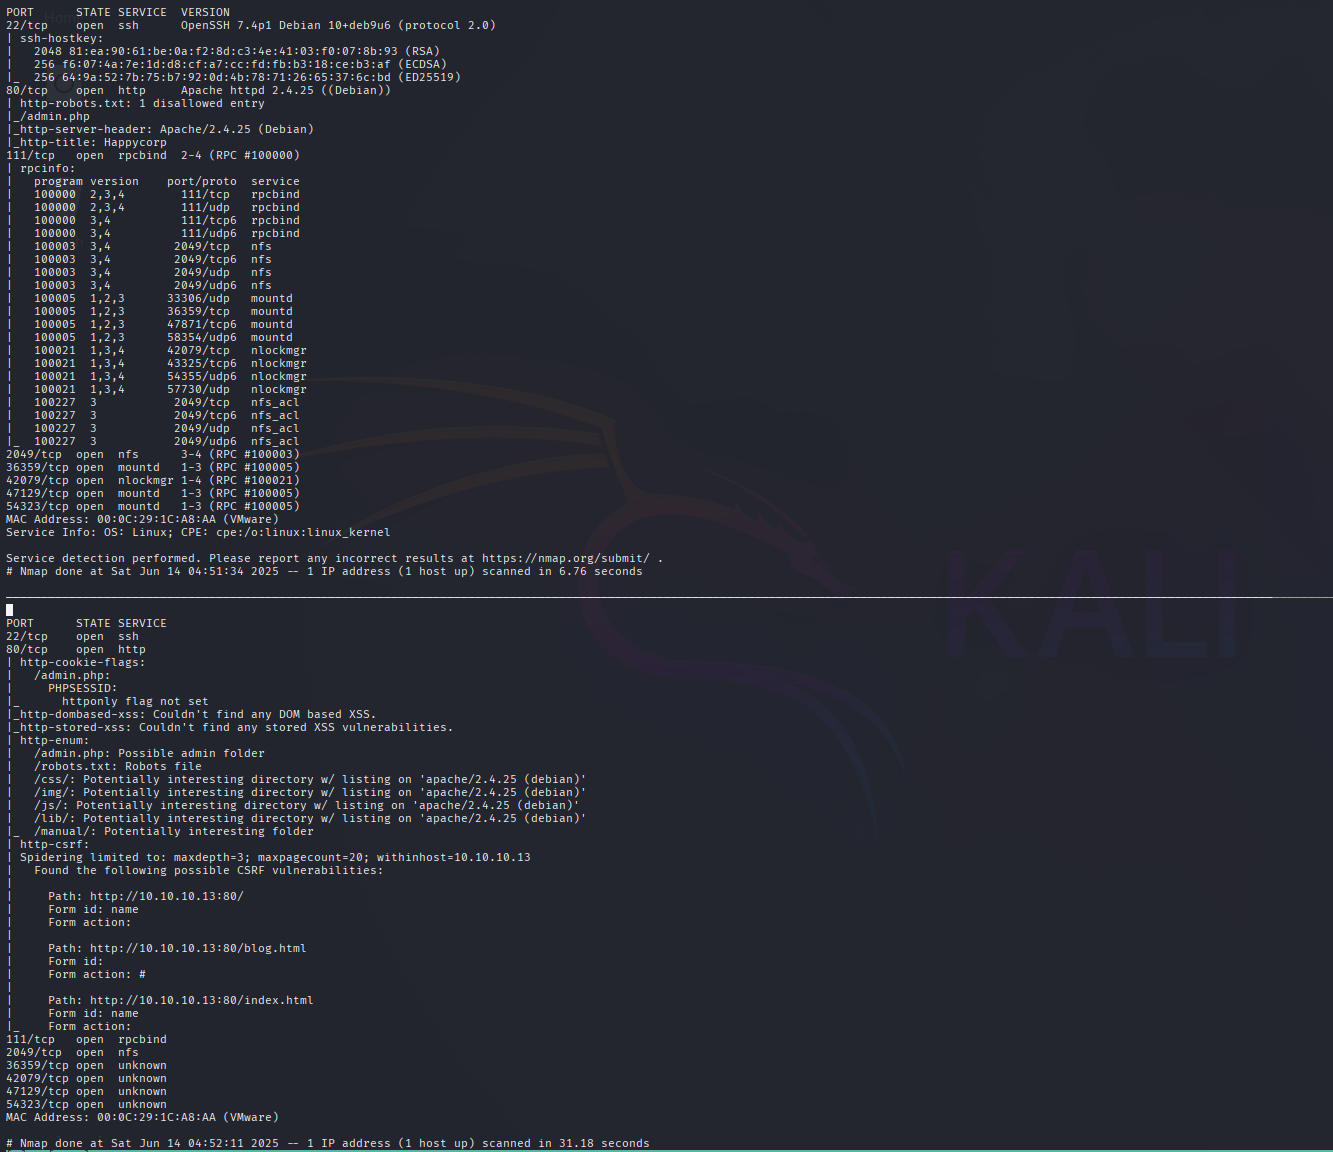 PORT      STATE SERVICE  VERSION
22/tcp    open  ssh      OpenSSH 7.4p1 Debian 10+deb9u6 (protocol 2.0)
| ssh-hostkey:
|   2048 81:ea:90:61:be:0a:f2:8d:c3:4e:41:03:f0:07:8b:93 (RSA)
|   256 f6:07:4a:7e:1d:d8:cf:a7:cc:fd:fb:b3:18:ce:b3:af (ECDSA)
|_  256 64:9a:52:7b:75:b7:92:0d:4b:78:71:26:65:37:6c:bd (ED25519)
80/tcp    open  http     Apache httpd 2.4.25 ((Debian))
| http-robots.txt: 1 disallowed entry
|_/admin.php
|_http-server-header: Apache/2.4.25 (Debian)
|_http-title: Happycorp
111/tcp   open  rpcbind  2-4 (RPC #100000)
| rpcinfo:
|   program version    port/proto  service
|   100000  2,3,4        111/tcp   rpcbind
|   100000  2,3,4        111/udp   rpcbind
|   100000  3,4          111/tcp6  rpcbind
|   100000  3,4          111/udp6  rpcbind
|   100003  3,4         2049/tcp   nfs
|   100003  3,4         2049/tcp6  nfs
|   100003  3,4         2049/udp   nfs
|   100003  3,4         2049/udp6  nfs
|   100005  1,2,3      33306/udp   mountd
|   100005  1,2,3      36359/tcp   mountd
|   100005  1,2,3      47871/tcp6  mountd
|   100005  1,2,3      58354/udp6  mountd
|   100021  1,3,4      42079/tcp   nlockmgr
|   100021  1,3,4      43325/tcp6  nlockmgr
|   100021  1,3,4      54355/udp6  nlockmgr
|   100021  1,3,4      57730/udp   nlockmgr
|   100227  3           2049/tcp   nfs_acl
|   100227  3           2049/tcp6  nfs_acl
|   100227  3           2049/udp   nfs_acl
|_  100227  3           2049/udp6  nfs_acl
2049/tcp  open  nfs      3-4 (RPC #100003)
36359/tcp open  mountd   1-3 (RPC #100005)
42079/tcp open  nlockmgr 1-4 (RPC #100021)
47129/tcp open  mountd   1-3 (RPC #100005)
54323/tcp open  mountd   1-3 (RPC #100005)
MAC Address: 00:0C:29:1C:A8:AA (VMware)
Service Info: OS: Linux; CPE: cpe:/o:linux:linux_kernel

Service detection performed. Please report any incorrect results at https://nmap.org/submit/ .
# Nmap done at Sat Jun 14 04:51:34 2025 -- 1 IP address (1 host up) scanned in 6.76 seconds

KALI
PORT      STATE SERVICE
22/tcp    open  ssh
80/tcp    open  http
| http-cookie-flags:
|   /admin.php:
|     PHPSESSID:
|_      httponly flag not set
|_http-dombased-xss: Couldn't find any DOM based XSS.
|_http-stored-xss: Couldn't find any stored XSS vulnerabilities.
| http-enum:
|   /admin.php: Possible admin folder
|   /robots.txt: Robots file
|   /css/: Potentially interesting directory w/ listing on 'apache/2.4.25 (debian)'
|   /img/: Potentially interesting directory w/ listing on 'apache/2.4.25 (debian)'
|   /js/: Potentially interesting directory w/ listing on 'apache/2.4.25 (debian)'
|   /lib/: Potentially interesting directory w/ listing on 'apache/2.4.25 (debian)'
|_  /manual/: Potentially interesting folder
| http-csrf:
| Spidering limited to: maxdepth=3; maxpagecount=20; withinhost=10.10.10.13
|   Found the following possible CSRF vulnerabilities:
|
|     Path: http://10.10.10.13:80/
|     Form id: name
|     Form action:
|
|     Path: http://10.10.10.13:80/blog.html
|     Form id:
|     Form action: #
|
|     Path: http://10.10.10.13:80/index.html
|     Form id: name
|_    Form action:
111/tcp   open  rpcbind
2049/tcp  open  nfs
36359/tcp open  unknown
42079/tcp open  unknown
47129/tcp open  unknown
54323/tcp open  unknown
MAC Address: 00:0C:29:1C:A8:AA (VMware)

# Nmap done at Sat Jun 14 04:52:11 2025 -- 1 IP address (1 host up) scanned in 31.18 seconds